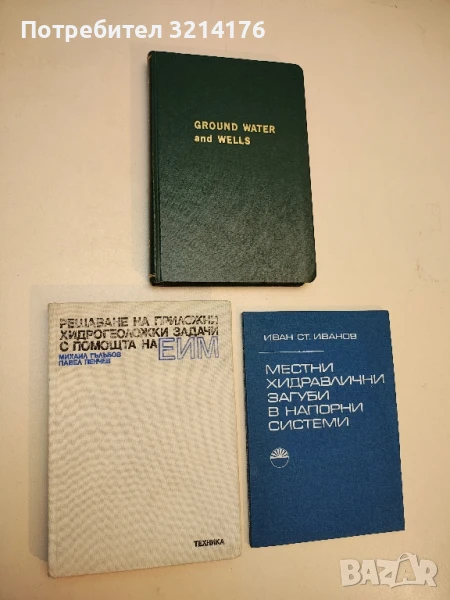 Потребител 3214176
GROUND WATER
and WELLS
РЕШАВАНЕ НА ПРИЛОЖНИ
ХИДРОГЕОЛОЖКИ ЗАДАЧИ
С ПОМОЩТА НА ЕИМ
МИХАИЛ ГЪЛЪБОВ
ПАВЕЛ ПЕНЧЕВ
ТЕХНИКА
ИВАН СТ. ИВАНОВ
МЕСТНИ
ХИДРАВЛИЧНИ
ЗАГУБИ
В НАПОРНИ
СИСТЕМИ
BAZAR